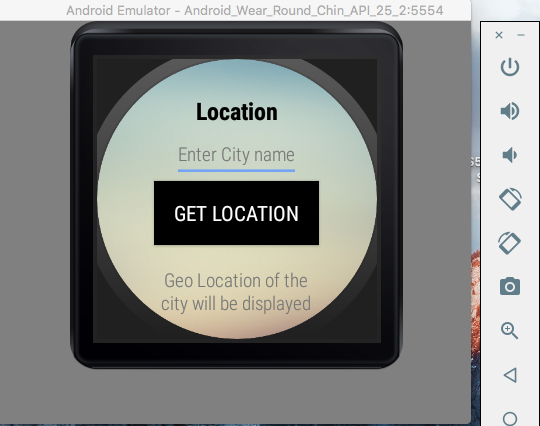 Android Emulator - Android_Wear_Round_Chin_API_25_2:5554
Location
Enter City name
GET LOCATION
Geo Location of the
city will be displayed